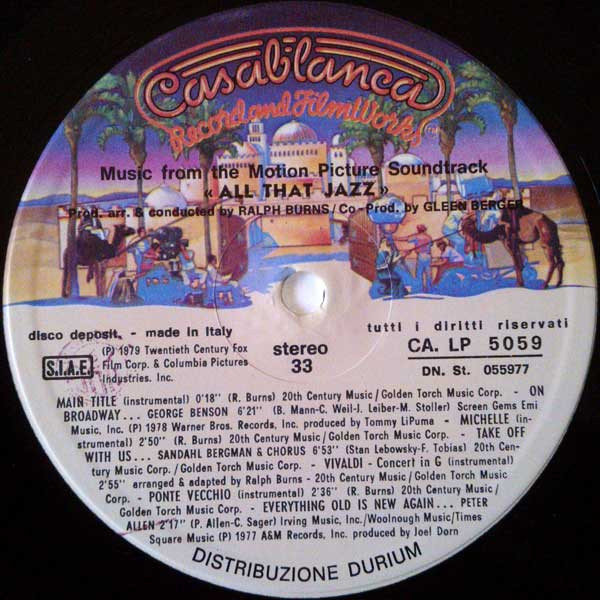 Casablanca
Record and FilmWorks
TM
Music from the Motion Picture Soundtrack
« ALL THAT JAZZ »
Prod. arr. & conducted by RALPH BURNS / Co-Prod. by GLEEN BERGER
disco deposit. - made in Italy
S.I.A.E.
(P) 1979 Twentieth Century Fox
Film Corp. & Columbia Pictures
Industries. Inc.
stereo
33
tutti i diritti riservati
CA. LP 5059
DN. St. 055977
MAIN TITLE (instrumental) 0'18" (R. Burns) 20th Century Music / Golden Torch Music Corp. - ON
BROADWAY... GEORGE BENSON 6'21" (B. Mann-C. Weil-J. Leiber-M. Stoller) Screen Gems Emi
Music, Inc. (P) 1978 Warner Bros. Records, Inc. produced by Tommy LiPuma - MICHELLE (in-
strumental) 2'50" (R. Burns) 20th Century Music / Golden Torch Music Corp. - TAKE OFF
WITH US... SANDAHL BERGMAN & CHORUS 6'53" (Stan Lebowsky-F. Tobias) 20th Cen-
tury Music Corp. / Golden Torch Music Corp. - VIVALDI - Concert in G (instrumental)
2'55" arranged & adapted by Ralph Burns - 20th Century Music Corp. / Golden Torch Music
Corp. - PONTE VECCHIO (instrumental) 2'36" (R. Burns) 20th Century Music /
Golden Torch Music Corp. - EVERYTHING OLD IS NEW AGAIN... PETER
ALLEN 2'17" (P. Allen-C. Sager) Irving Music, Inc. / Woolnough Music / Times
Square Music (P) 1977 A&M Records, Inc. produced by Joel Dorn
DISTRIBUZIONE DURIUM